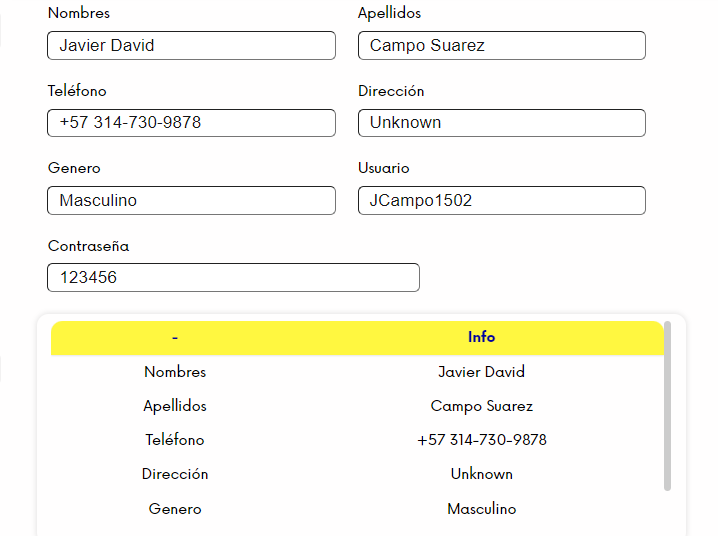 Nombres Apellidos
Javier David Campo Suarez
Teléfono Dirección
+57 314-730-9878 Unknown
Genero Usuario
Masculino JCampo1502
Contraseña
123456
- Info
Nombres Javier David
Apellidos Campo Suarez
Teléfono +57 314-730-9878
Dirección Unknown
Genero Masculino